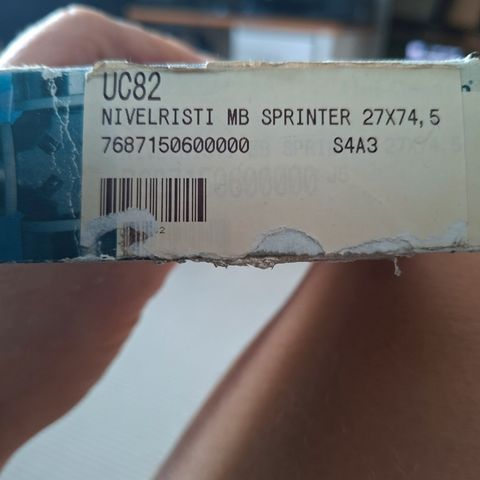 UC82
NIVELRISTI MB SPRINTER 27X74,5
7687150600000 S4A3